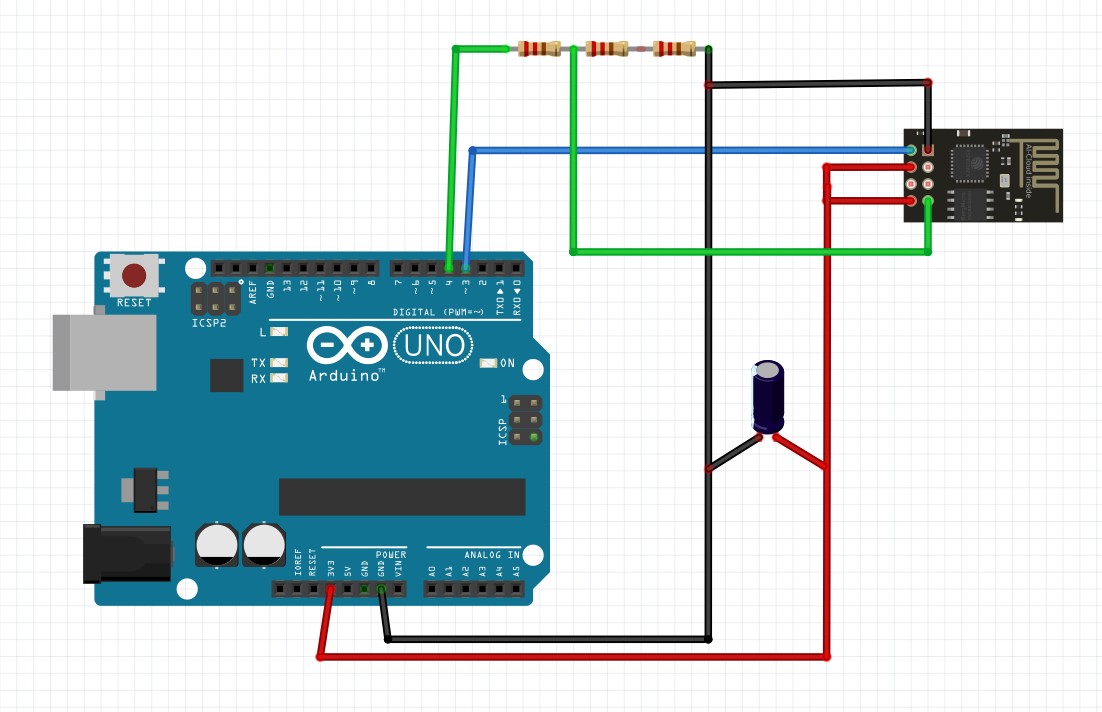 AI-Cloud inside
RESET
ICSP2
AREF
GND
13
12
~11
~10
~9
8
7
~6
~5
4
~3
2
TXO▶1
RXO◀0
DIGITAL (PWM=~)
L
TX
RX
UNO
Arduino™
ON
1
ICSP
IOREF
RESET
3V3
5V
GND
GND
VIN
POWER
ANALOG IN
A0
A1
A2
A3
A4
A5